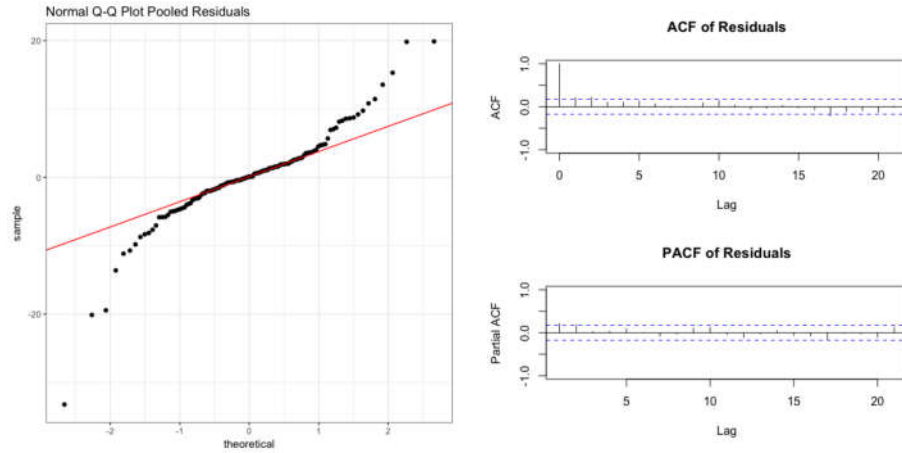 Normal Q-Q Plot Pooled Residuals
20
0
-20
sample
-2
-1
0
1
2
theoretical
ACF of Residuals
1.0
0.0
-1.0
ACF
0
5
10
15
20
Lag
PACF of Residuals
1.0
0.0
-1.0
Partial ACF
5
10
15
20
Lag